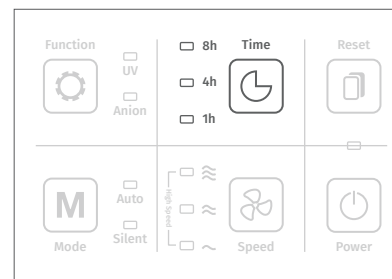 Function
UV
Anion
8h
4h
1h
Time
Reset
M
Mode
Auto
Silent
High Speed
Speed
Power